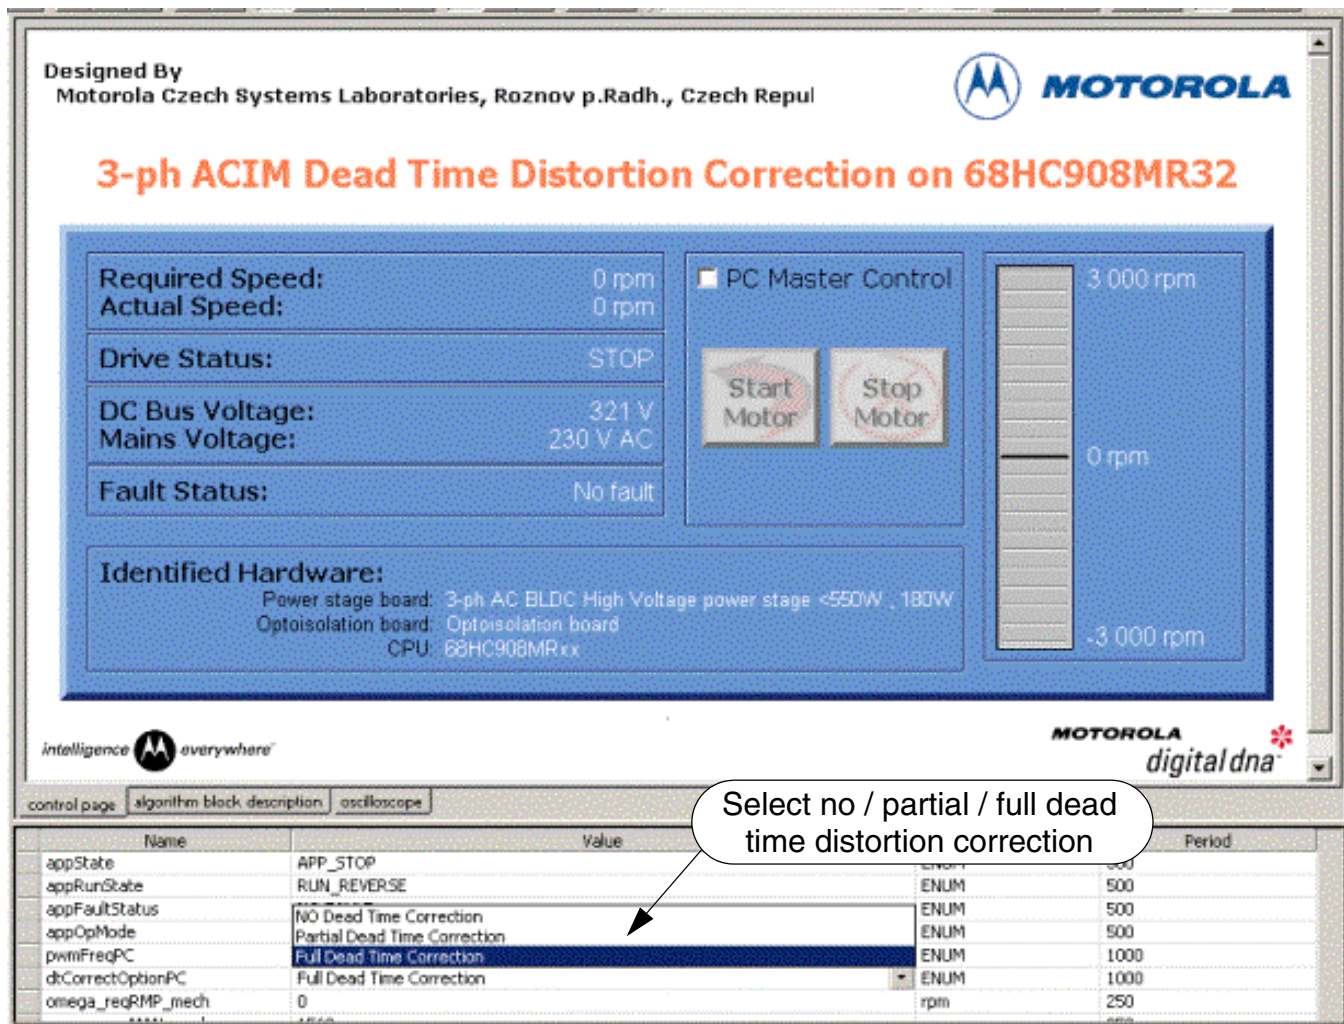 Designed By
Motorola Czech Systems Laboratories, Roznov p.Radh., Czech Repul
MOTOROLA
3-ph ACIM Dead Time Distortion Correction on 68HC908MR32
Required Speed: 0 rpm
Actual Speed: 0 rpm
Drive Status: STOP
DC Bus Voltage: 321 V
Mains Voltage: 230 V AC
Fault Status: No fault
PC Master Control
Start Motor
Stop Motor
3 000 rpm
0 rpm
-3 000 rpm
Identified Hardware:
Power stage board: 3-ph AC BLDC High Voltage power stage <550W , 180W
Optoisolation board: Optoisolation board
CPU: 68HC908MRxx
intelligence everywhere
MOTOROLA
digital dna
control page algorithm block description oscilloscope
Select no / partial / full dead
time distortion correction
Name Value Period
appState APP_STOP ENUM 500
appRunState RUN_REVERSE ENUM 500
appFaultStatus ENUM 500
NO Dead Time Correction
appOpMode ENUM 500
Partial Dead Time Correction
pwmFreqPC Full Dead Time Correction ENUM 1000
dtCorrectOptionPC Full Dead Time Correction ENUM 1000
omega_reqRMP_mech 0 rpm 250